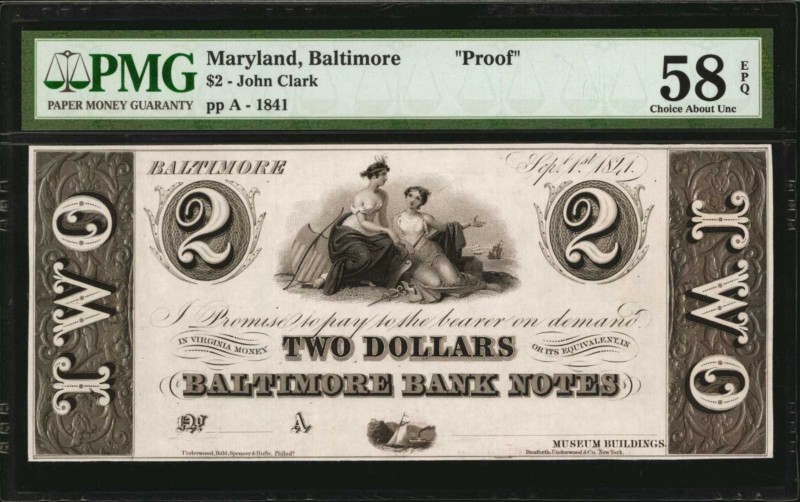 PMG
PAPER MONEY GUARANTY
Maryland, Baltimore "Proof"
$2 - John Clark
pp A - 1841
58 EPQ
Choice About Unc
BALTIMORE
Sept. 1st 1841.
2
2
TWO
TWO
I Promise to pay to the bearer on demand
IN VIRGINIA MONEY TWO DOLLARS OR ITS EQUIVALENT, IN
BALTIMORE BANK NOTES
No A.
MUSEUM BUILDINGS.
Underwood, Bald, Spencer & Hufty, Philada.
Danforth, Underwood & Co. New York.